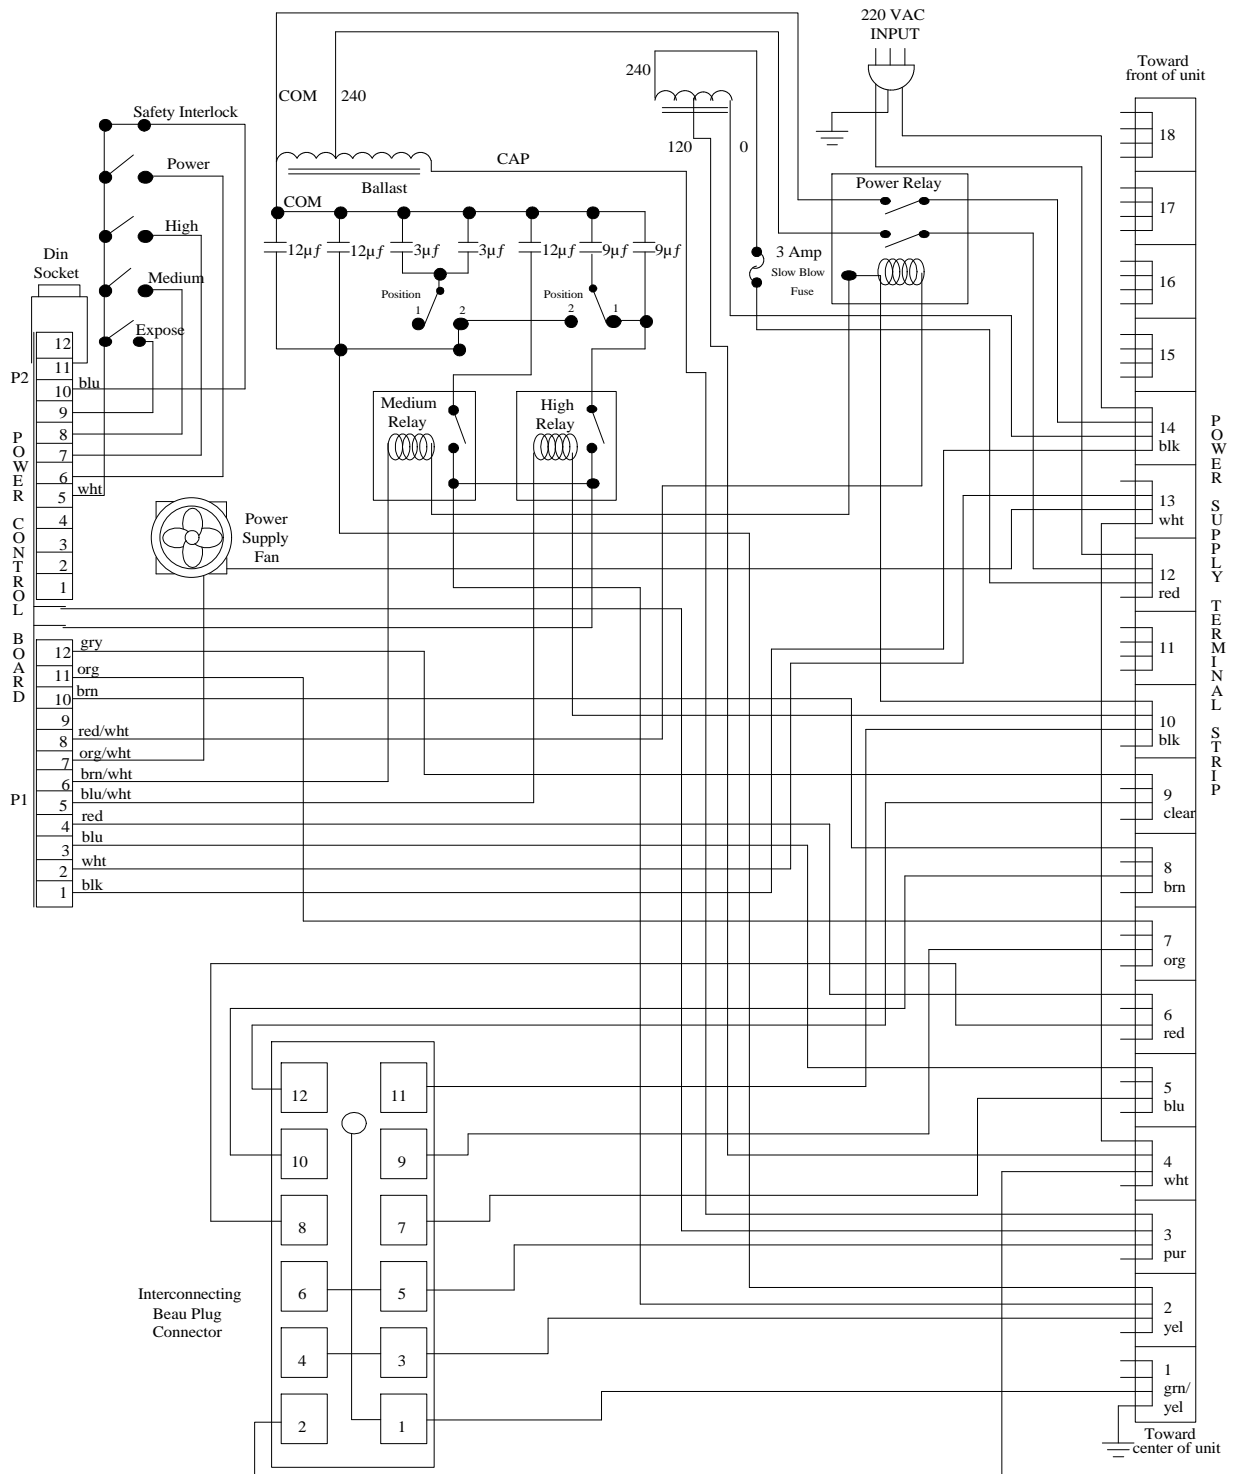 220 VAC
INPUT
Toward
front of unit
240
COM
240
Safety Interlock
120
0
CAP
Power
Ballast
Power Relay
COM
High
12µf
12µf
3µf
3µf
12µf
9µf
9µf
3 Amp
Slow Blow
Fuse
Din
Socket
Medium
Position
1
2
Position
2
1
Expose
P2
12
11
10
9
8
7
6
5
4
3
2
1
blu
wht
Medium
Relay
High
Relay
Power
Supply
Fan
POWER CONTROL BOARD
P1
12
11
10
9
8
7
6
5
4
3
2
1
gry
org
brn
red/wht
org/wht
brn/wht
blu/wht
red
blu
wht
blk
18
17
16
15
14
blk
13
wht
12
red
11
10
blk
9
clear
8
brn
7
org
6
red
5
blu
4
wht
3
pur
2
yel
1
grn/
yel
POWER SUPPLY TERMINAL STRIP
Toward
center of unit
Interconnecting
Beau Plug
Connector
12
11
10
9
8
7
6
5
4
3
2
1